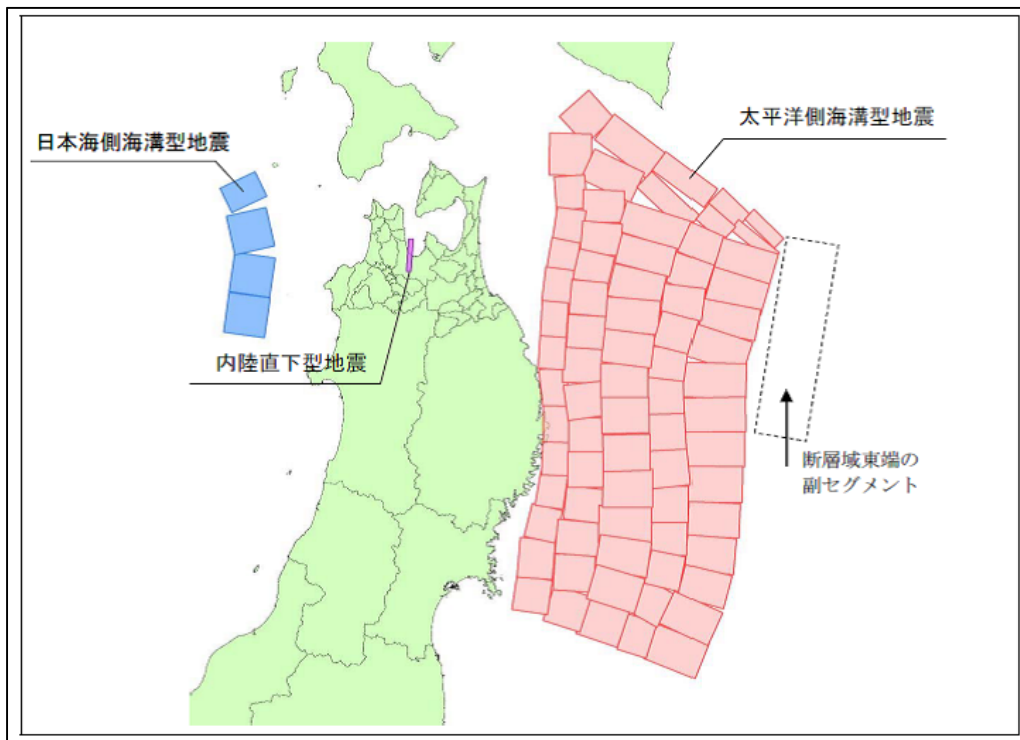 太平洋側海溝型地震
日本海側海溝型地震
内陸直下型地震
断層域東端の
副セグメント